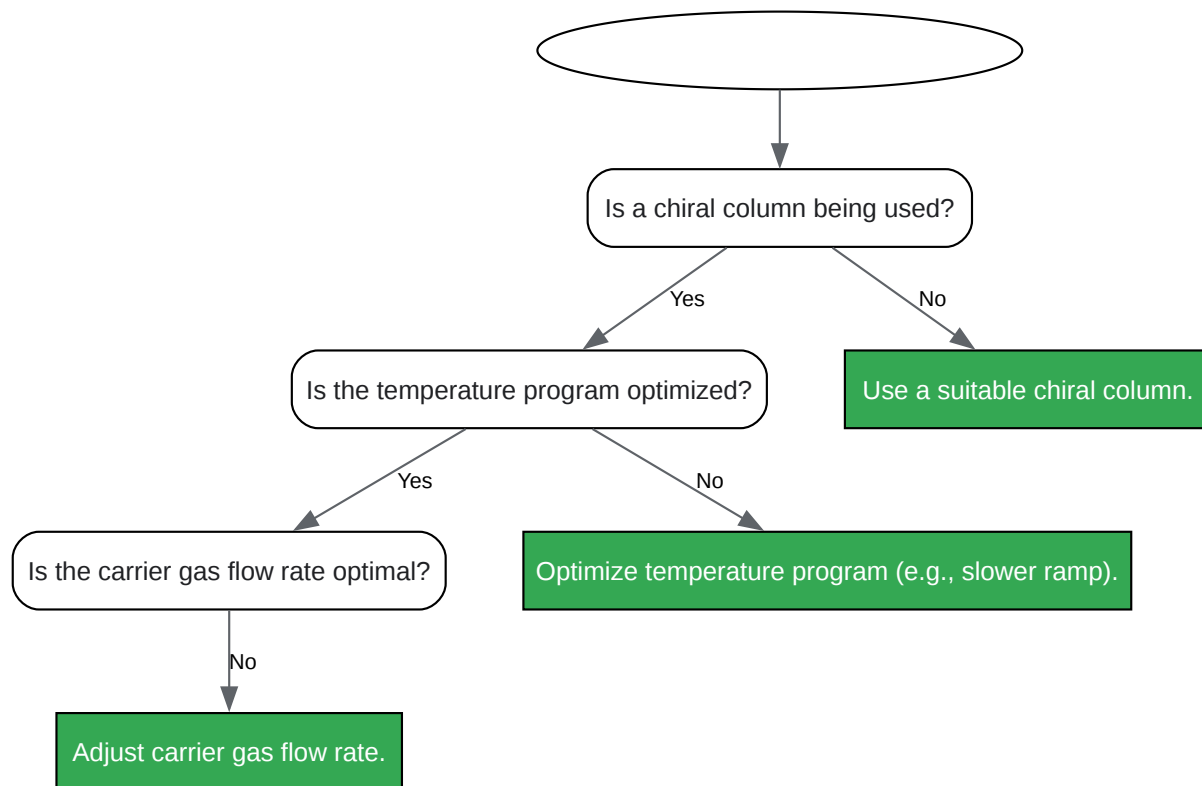 Is a chiral column being used?
Yes
No
Is the temperature program optimized?
Use a suitable chiral column.
Yes
No
Is the carrier gas flow rate optimal?
Optimize temperature program (e.g., slower ramp).
No
Adjust carrier gas flow rate.